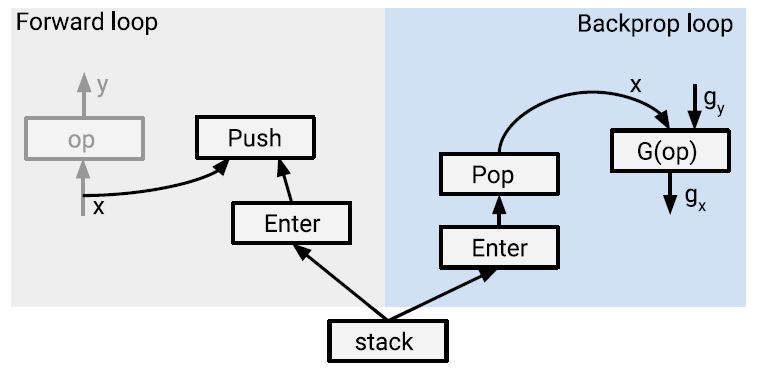 Forward loop
Backprop loop
y
op
x
Push
Enter
x
g_y
G(op)
Pop
g_x
Enter
stack